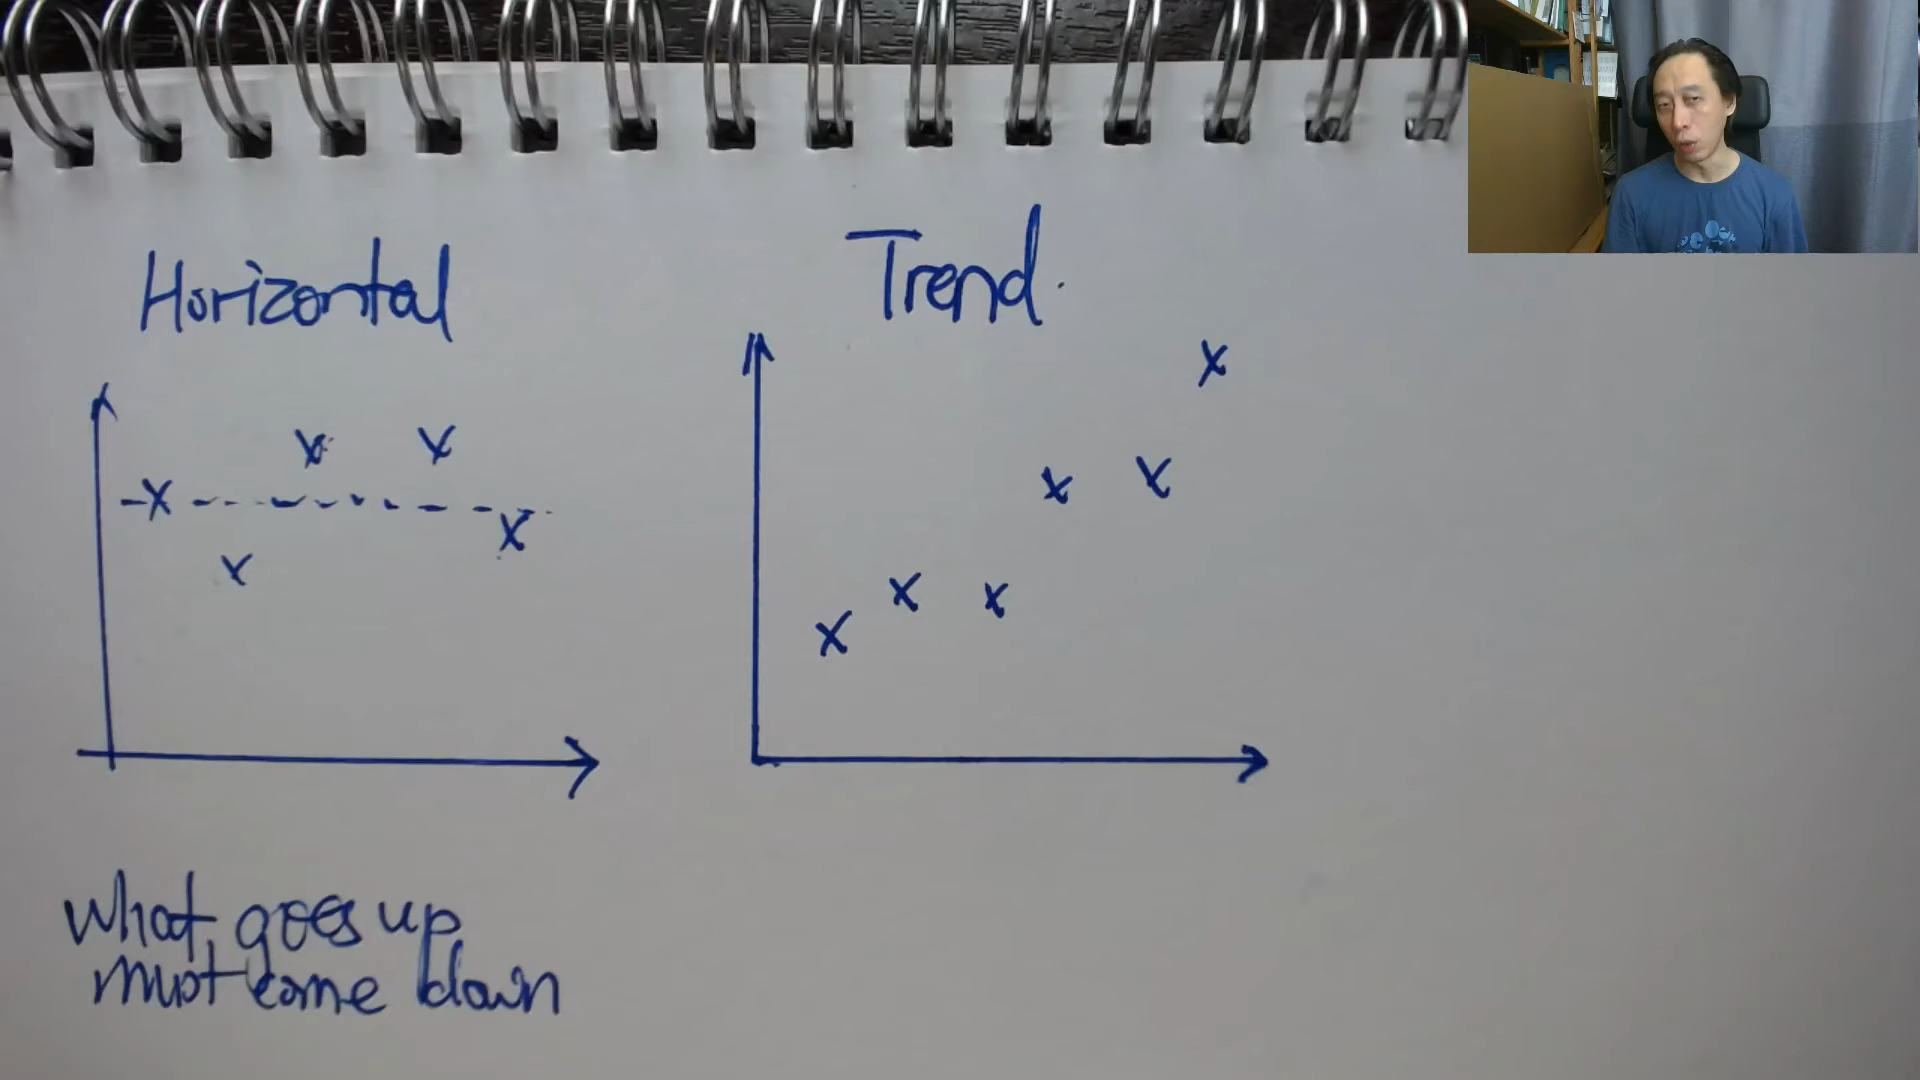 Horizontal
Trend.
x x x x x
x x x x x x
what goes up
must come down